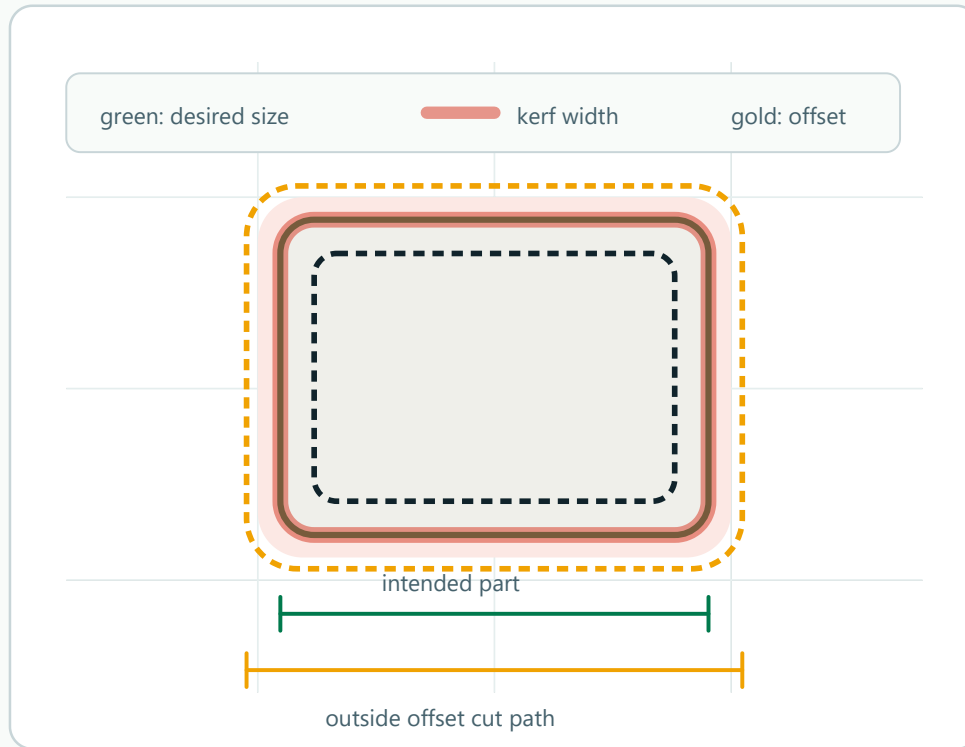 green: desired size
kerf width
gold: offset
intended part
outside offset cut path